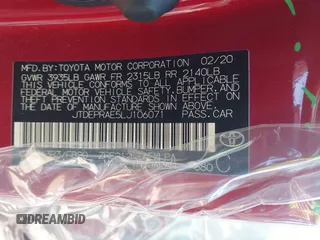 MFD.BY:TOYOTA MOTOR CORPORATION 02/20
GVWR 3935LB GAWR FR 2315LB RR 2140LB
THIS VEHICLE CONFORMS TO ALL APPLICABLE
FEDERAL MOTOR VEHICLE SAFETY,BUMPER,AND
THEFT PREVENTION STANDARDS IN EFFECT ON
THE DATE OF MANUFACTURE SHOWN ABOVE.
JTDEPRAE5LJ106071 PASS.CAR
C
DREAMBID